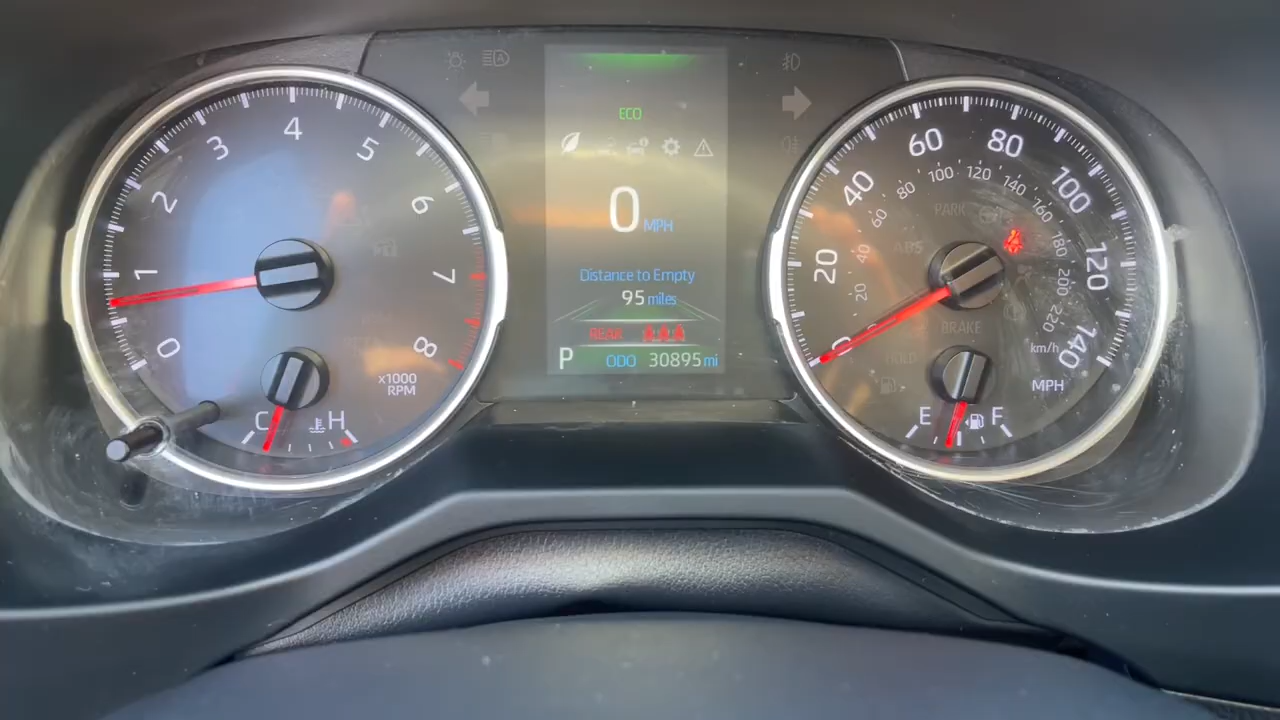 0
1
2
3
4
5
6
7
8
x1000
RPM
C
H
ECO
0 MPH
Distance to Empty
95 miles
REAR
P ODO 30895 mi
0
20
40
60
80
100
120
140
20
40
60
80
100
120
140
160
180
200
220
km/h
MPH
PARK
ABS
BRAKE
HOLD
E
F